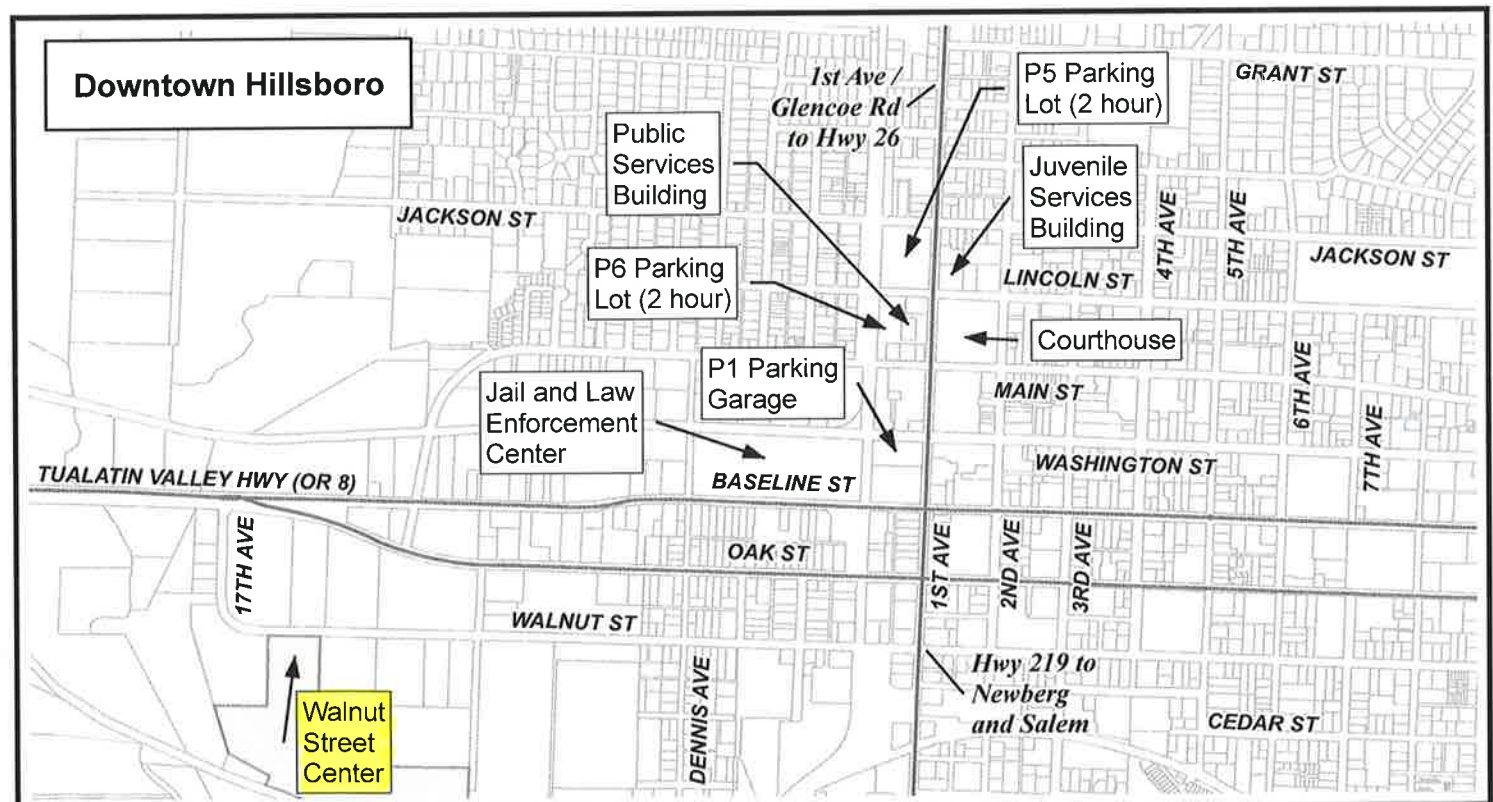 Downtown Hillsboro
1st Ave /
Glencoe Rd
to Hwy 26
P5 Parking
Lot (2 hour)
GRANT ST
Public
Services
Building
Juvenile
Services
Building
JACKSON ST
4TH AVE
5TH AVE
JACKSON ST
LINCOLN ST
P6 Parking
Lot (2 hour)
Courthouse
P1 Parking
Garage
MAIN ST
6TH AVE
Jail and Law
Enforcement
Center
7TH AVE
WASHINGTON ST
TUALATIN VALLEY HWY (OR 8)
BASELINE ST
17TH AVE
OAK ST
1ST AVE
2ND AVE
3RD AVE
WALNUT ST
DENNIS AVE
Hwy 219 to
Newberg
and Salem
CEDAR ST
Walnut
Street
Center